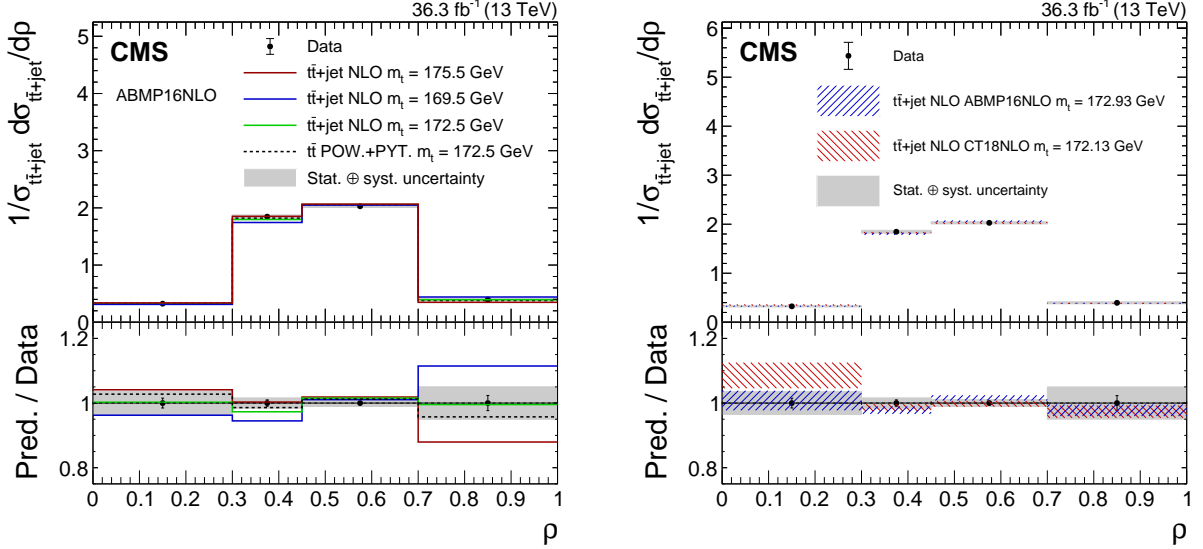 36.3 fb⁻¹ (13 TeV)
CMS
Data
tt̄+jet NLO mₜ = 175.5 GeV
ABMP16NLO
tt̄+jet NLO mₜ = 169.5 GeV
tt̄+jet NLO mₜ = 172.5 GeV
tt̄ POW.+PYT. mₜ = 172.5 GeV
Stat. ⊕ syst. uncertainty
1/σ_tt̄+jet dσ_tt̄+jet/dρ
5
4
3
2
1
0
Pred. / Data
1.2
1
0.8
0 0.1 0.2 0.3 0.4 0.5 0.6 0.7 0.8 0.9 1
ρ
36.3 fb⁻¹ (13 TeV)
CMS
Data
tt̄+jet NLO ABMP16NLO mₜ = 172.93 GeV
tt̄+jet NLO CT18NLO mₜ = 172.13 GeV
Stat. ⊕ syst. uncertainty
1/σ_tt̄+jet dσ_tt̄+jet/dρ
6
5
4
3
2
1
0
Pred. / Data
1.2
1
0.8
0 0.1 0.2 0.3 0.4 0.5 0.6 0.7 0.8 0.9 1
ρ